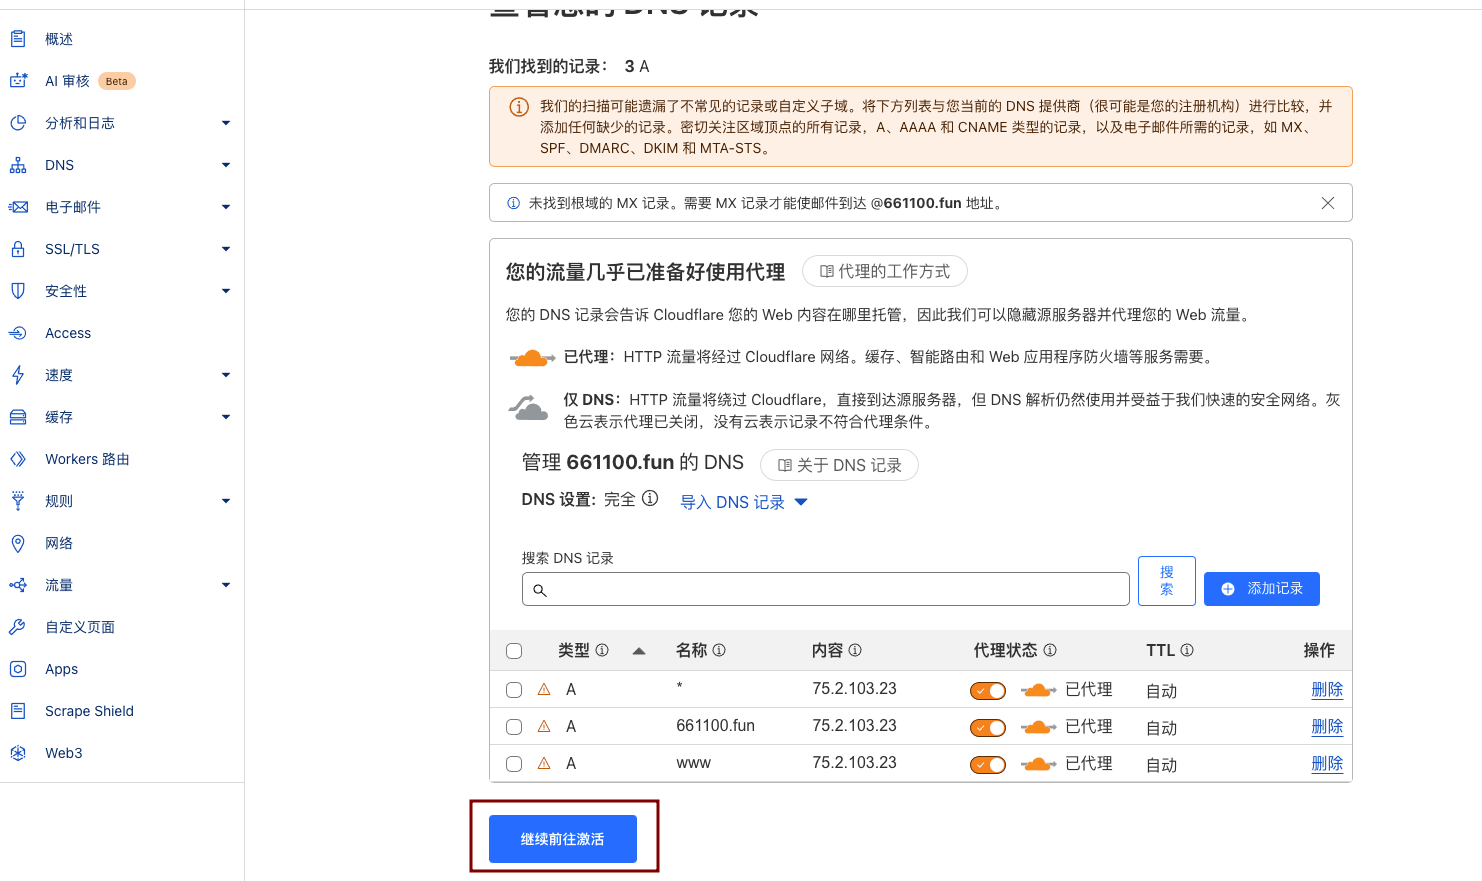 概述
AI 审核 Beta
分析和日志
DNS
电子邮件
SSL/TLS
安全性
Access
速度
缓存
Workers 路由
规则
网络
流量
自定义页面
Apps
Scrape Shield
Web3
DNS 记录
我们找到的记录： 3 A
我们的扫描可能遗漏了不常见的记录或自定义子域。将下方列表与您当前的 DNS 提供商（很可能是您的注册机构）进行比较，并
添加任何缺少的记录。密切关注区域顶点的所有记录，A、AAAA 和 CNAME 类型的记录，以及电子邮件所需的记录，如 MX、
SPF、DMARC、DKIM 和 MTA-STS。
未找到根域的 MX 记录。需要 MX 记录才能使邮件到达 @661100.fun 地址。
您的流量几乎已准备好使用代理 代理的工作方式
您的 DNS 记录会告诉 Cloudflare 您的 Web 内容在哪里托管，因此我们可以隐藏源服务器并代理您的 Web 流量。
已代理：HTTP 流量将经过 Cloudflare 网络。缓存、智能路由和 Web 应用程序防火墙等服务需要。
仅 DNS：HTTP 流量将绕过 Cloudflare，直接到达源服务器，但 DNS 解析仍然使用并受益于我们快速的安全网络。灰
色云表示代理已关闭，没有云表示记录不符合代理条件。
管理 661100.fun 的 DNS 关于 DNS 记录
DNS 设置: 完全 导入 DNS 记录
搜索 DNS 记录
搜
索
添加记录
类型 名称 内容 代理状态 TTL 操作
A * 75.2.103.23 已代理 自动 删除
A 661100.fun 75.2.103.23 已代理 自动 删除
A www 75.2.103.23 已代理 自动 删除
继续前往激活